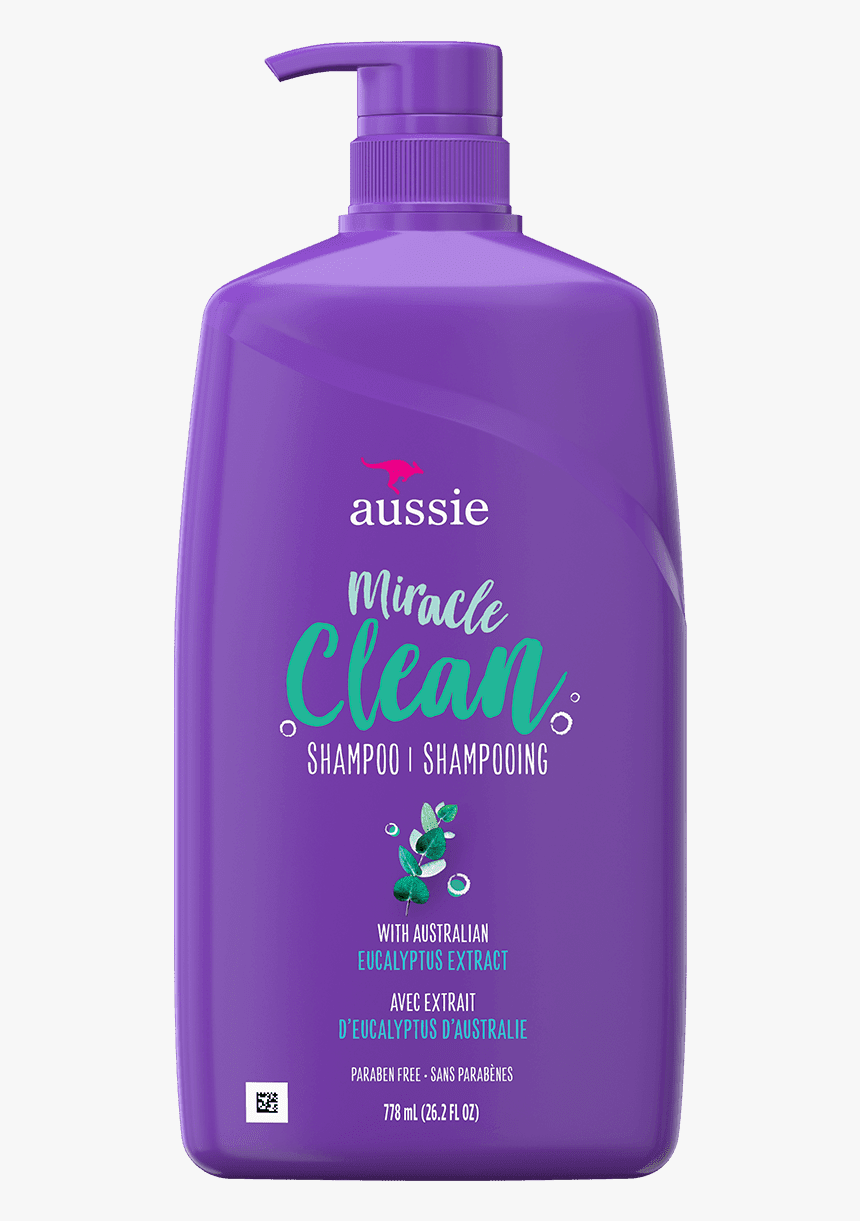 aussie
Miracle
Clean
SHAMPOO | SHAMPOOING
WITH AUSTRALIAN
EUCALYPTUS EXTRACT
AVEC EXTRAIT
D'EUCALYPTUS D'AUSTRALIE
PARABEN FREE • SANS PARABÈNES
778 mL (26.2 FL OZ)